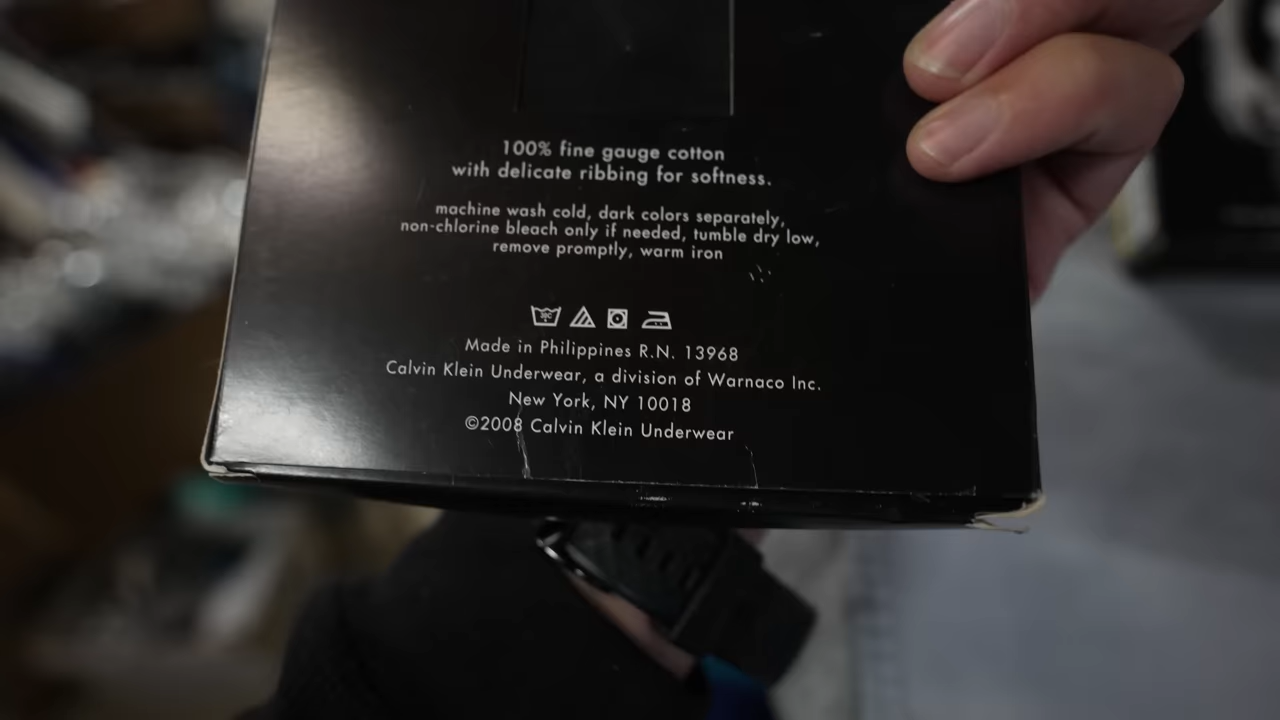 100% fine gauge cotton
with delicate ribbing for softness.
machine wash cold, dark colors separately,
non-chlorine bleach only if needed, tumble dry low,
remove promptly, warm iron
Made in Philippines R.N. 13968
Calvin Klein Underwear, a division of Warnaco Inc.
New York, NY 10018
©2008 Calvin Klein Underwear